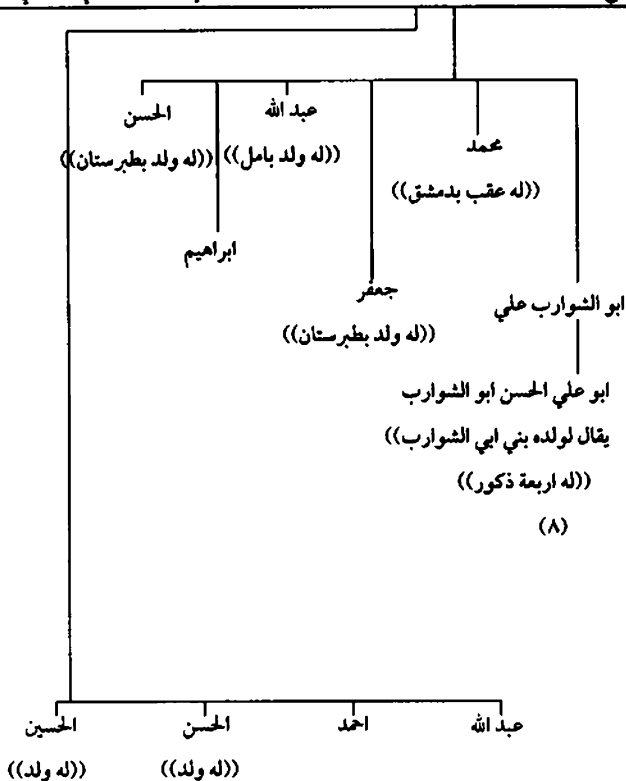 عبد الله
الحسن
((له ولد بامل))
((له ولد بطبرستان))
محمد
((له عقب بدمشق))
ابراهيم
جعفر
((له ولد بطبرستان))
ابو الشوارب علي
ابو علي الحسن ابو الشوارب
يقال لولده بني ابي الشوارب))
((له اربعة ذكور))
(٨)
عبد الله
احمد
الحسن
الحسين
((له ولد))
((له ولد))